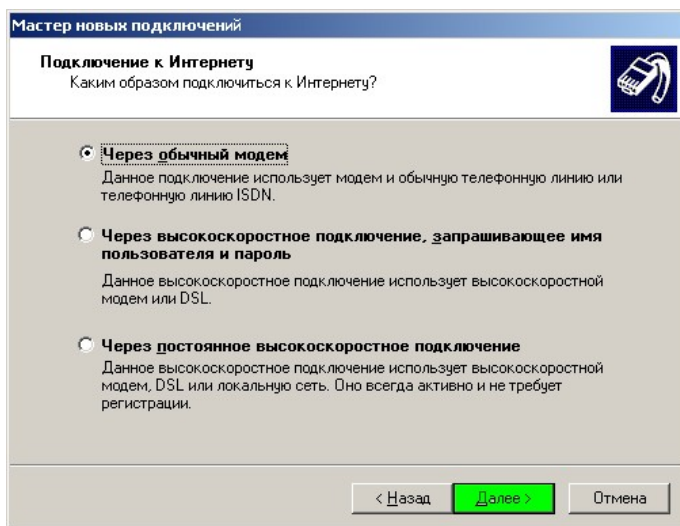 Мастер новых подключений
Подключение к Интернету
Каким образом подключиться к Интернету?
Через обычный модем
Данное подключение использует модем и обычную телефонную линию или
телефонную линию ISDN.
Через высокоскоростное подключение, запрашивающее имя
пользователя и пароль
Данное высокоскоростное подключение использует высокоскоростной
модем или DSL.
Через постоянное высокоскоростное подключение
Данное высокоскоростное подключение использует высокоскоростной
модем, DSL или локальную сеть. Оно всегда активно и не требует
регистрации.
< Назад Далее > Отмена